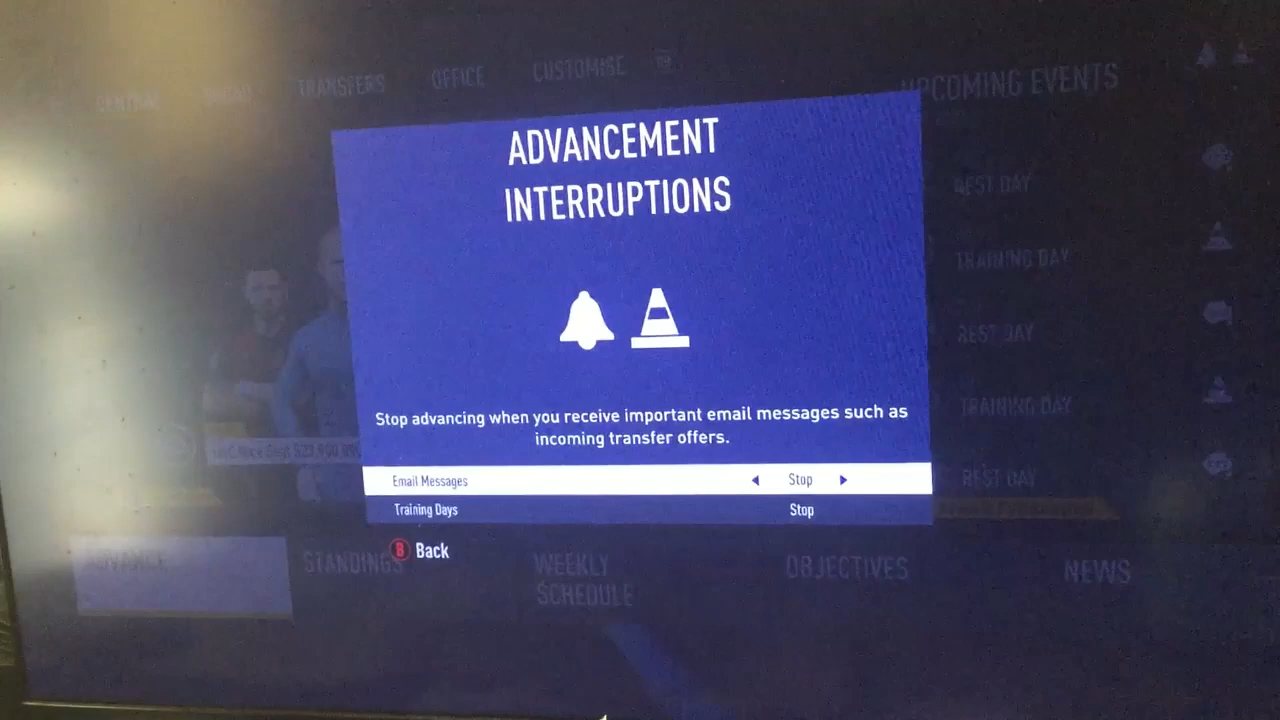 CENTRAL
TRANSFERS
OFFICE
CUSTOMISE
UPCOMING EVENTS
ADVANCEMENT
INTERRUPTIONS
REST DAY
TRAINING DAY
REST DAY
TRAINING DAY
REST DAY
Stop advancing when you receive important email messages such as
incoming transfer offers.
Email Messages Stop
Training Days Stop
B Back
ADVANCE
STANDINGS
WEEKLY
SCHEDULE
OBJECTIVES
NEWS